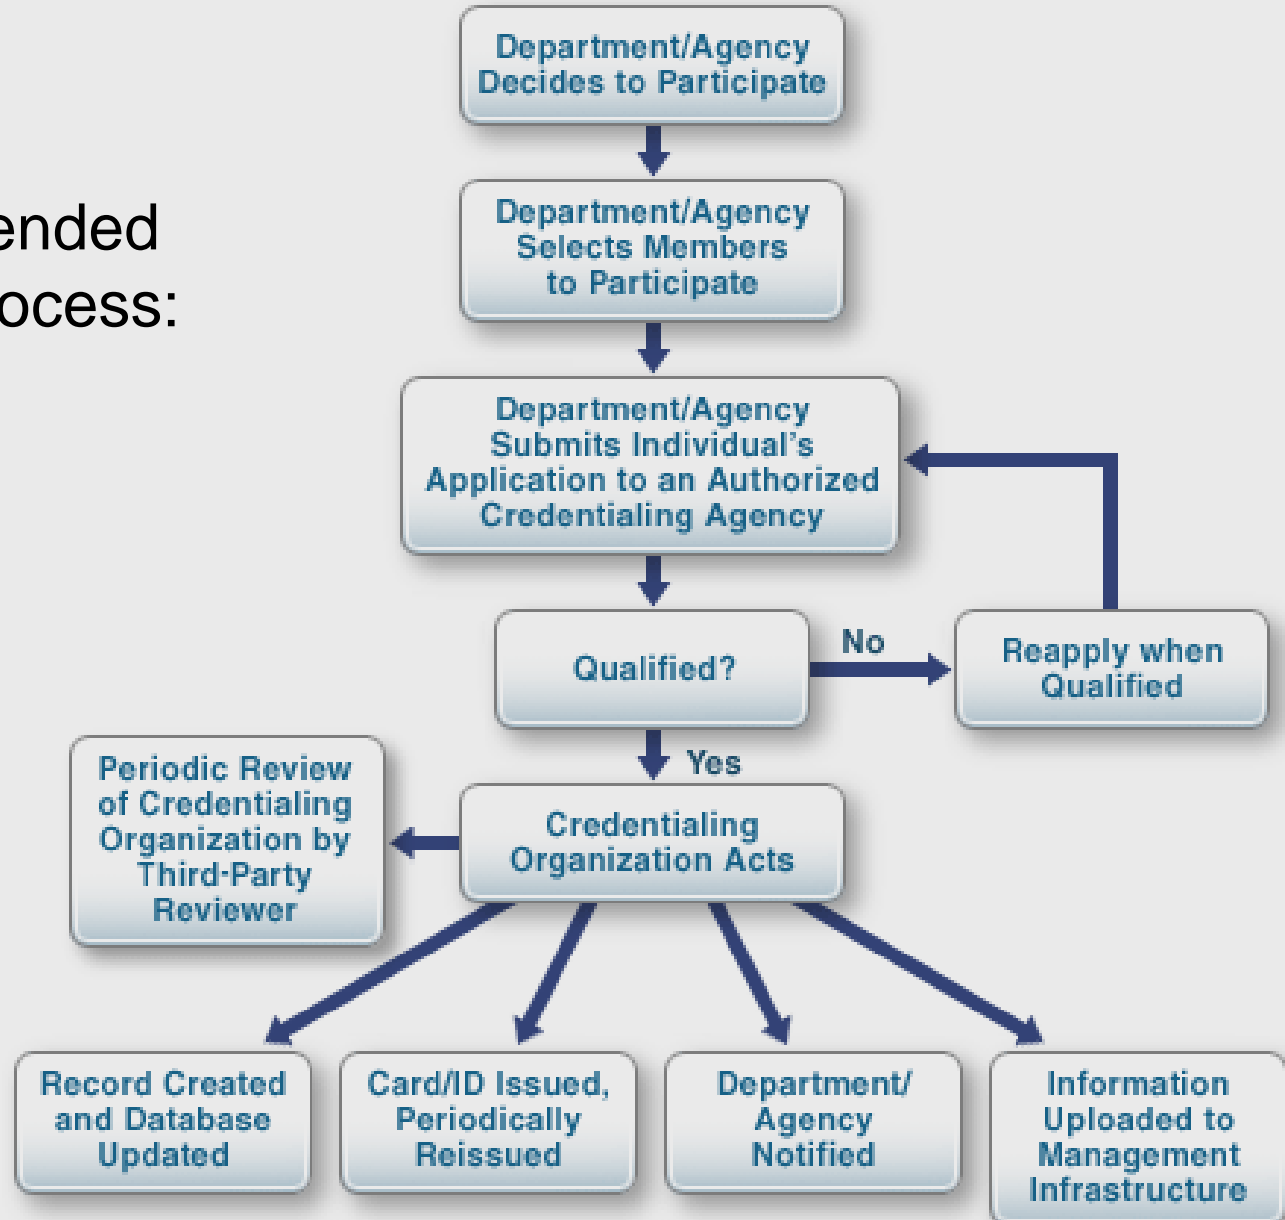 Department/Agency
Decides to Participate
ended
ocess:
Department/Agency
Selects Members
to Participate
Department/Agency
Submits Individual's
Application to an Authorized
Credentialing Agency
Qualified?
No
Reapply when
Qualified
Yes
Periodic Review
of Credentialing
Organization by
Third-Party
Reviewer
Credentialing
Organization Acts
Record Created
and Database
Updated
Card/ID Issued,
Periodically
Reissued
Department/
Agency
Notified
Information
Uploaded to
Management
Infrastructure